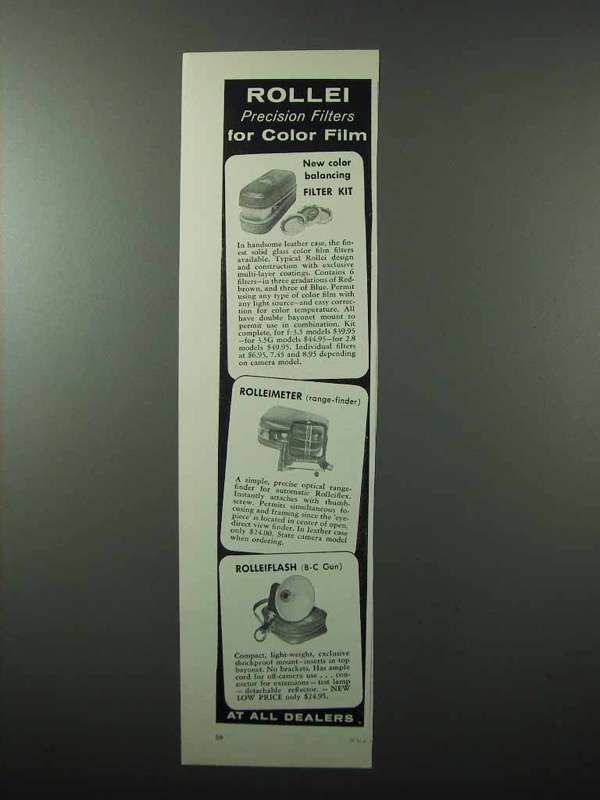 ROLLEI
Precision Filters
for Color Film
New color
balancing
FILTER KIT
In handsome leather case, the fin-
est solid glass color film filters
available. Typical Rollei design
and construction with exclusive
multi-layer coatings. Contains 6
filters—in three gradations of Red-
brown, and three of Blue. Permit
using any type of color film with
any light source—and easy correc-
tion for color temperature. All
have double bayonet mount to
permit use in combination. Kit
complete, for f:3.5 models $39.95
—for 3.5G models $44.95—for 2.8
models $49.95. Individual filters
at $6.95, 7.45 and 8.95 depending
on camera model.
ROLLEIMETER (range-finder)
A simple, precise optical range-
finder for automatic Rolleiflex.
Instantly attaches with thumb-
screw. Permits simultaneous fo-
cusing and framing since the 'eye-
piece' is located in center of open,
direct view finder. In leather case
only $24.00. State camera model
when ordering.
ROLLEIFLASH (B-C Gun)
Compact, light-weight, exclusive
shockproof mount—inserts in top
bayonet. No brackets. Has ample
cord for off-camera use . . . con-
nector for extensions — test lamp
— detachable reflector. — NEW
LOW PRICE only $24.95.
AT ALL DEALERS